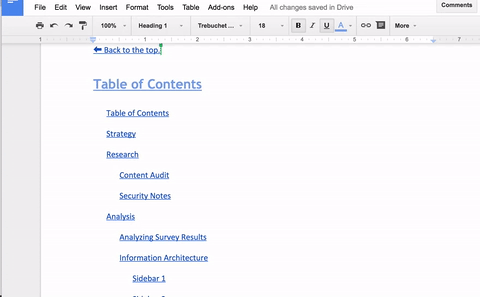 Comments
File Edit View Insert Format Tools Table Add-ons Help All changes saved in Drive
100% Heading 1 Trebuchet ... 18 B I U A More
1 1 2 3 4 5 6 7
⬅ Back to the top.
Table of Contents
Table of Contents
Strategy
Research
Content Audit
Security Notes
Analysis
Analyzing Survey Results
Information Architecture
Sidebar 1